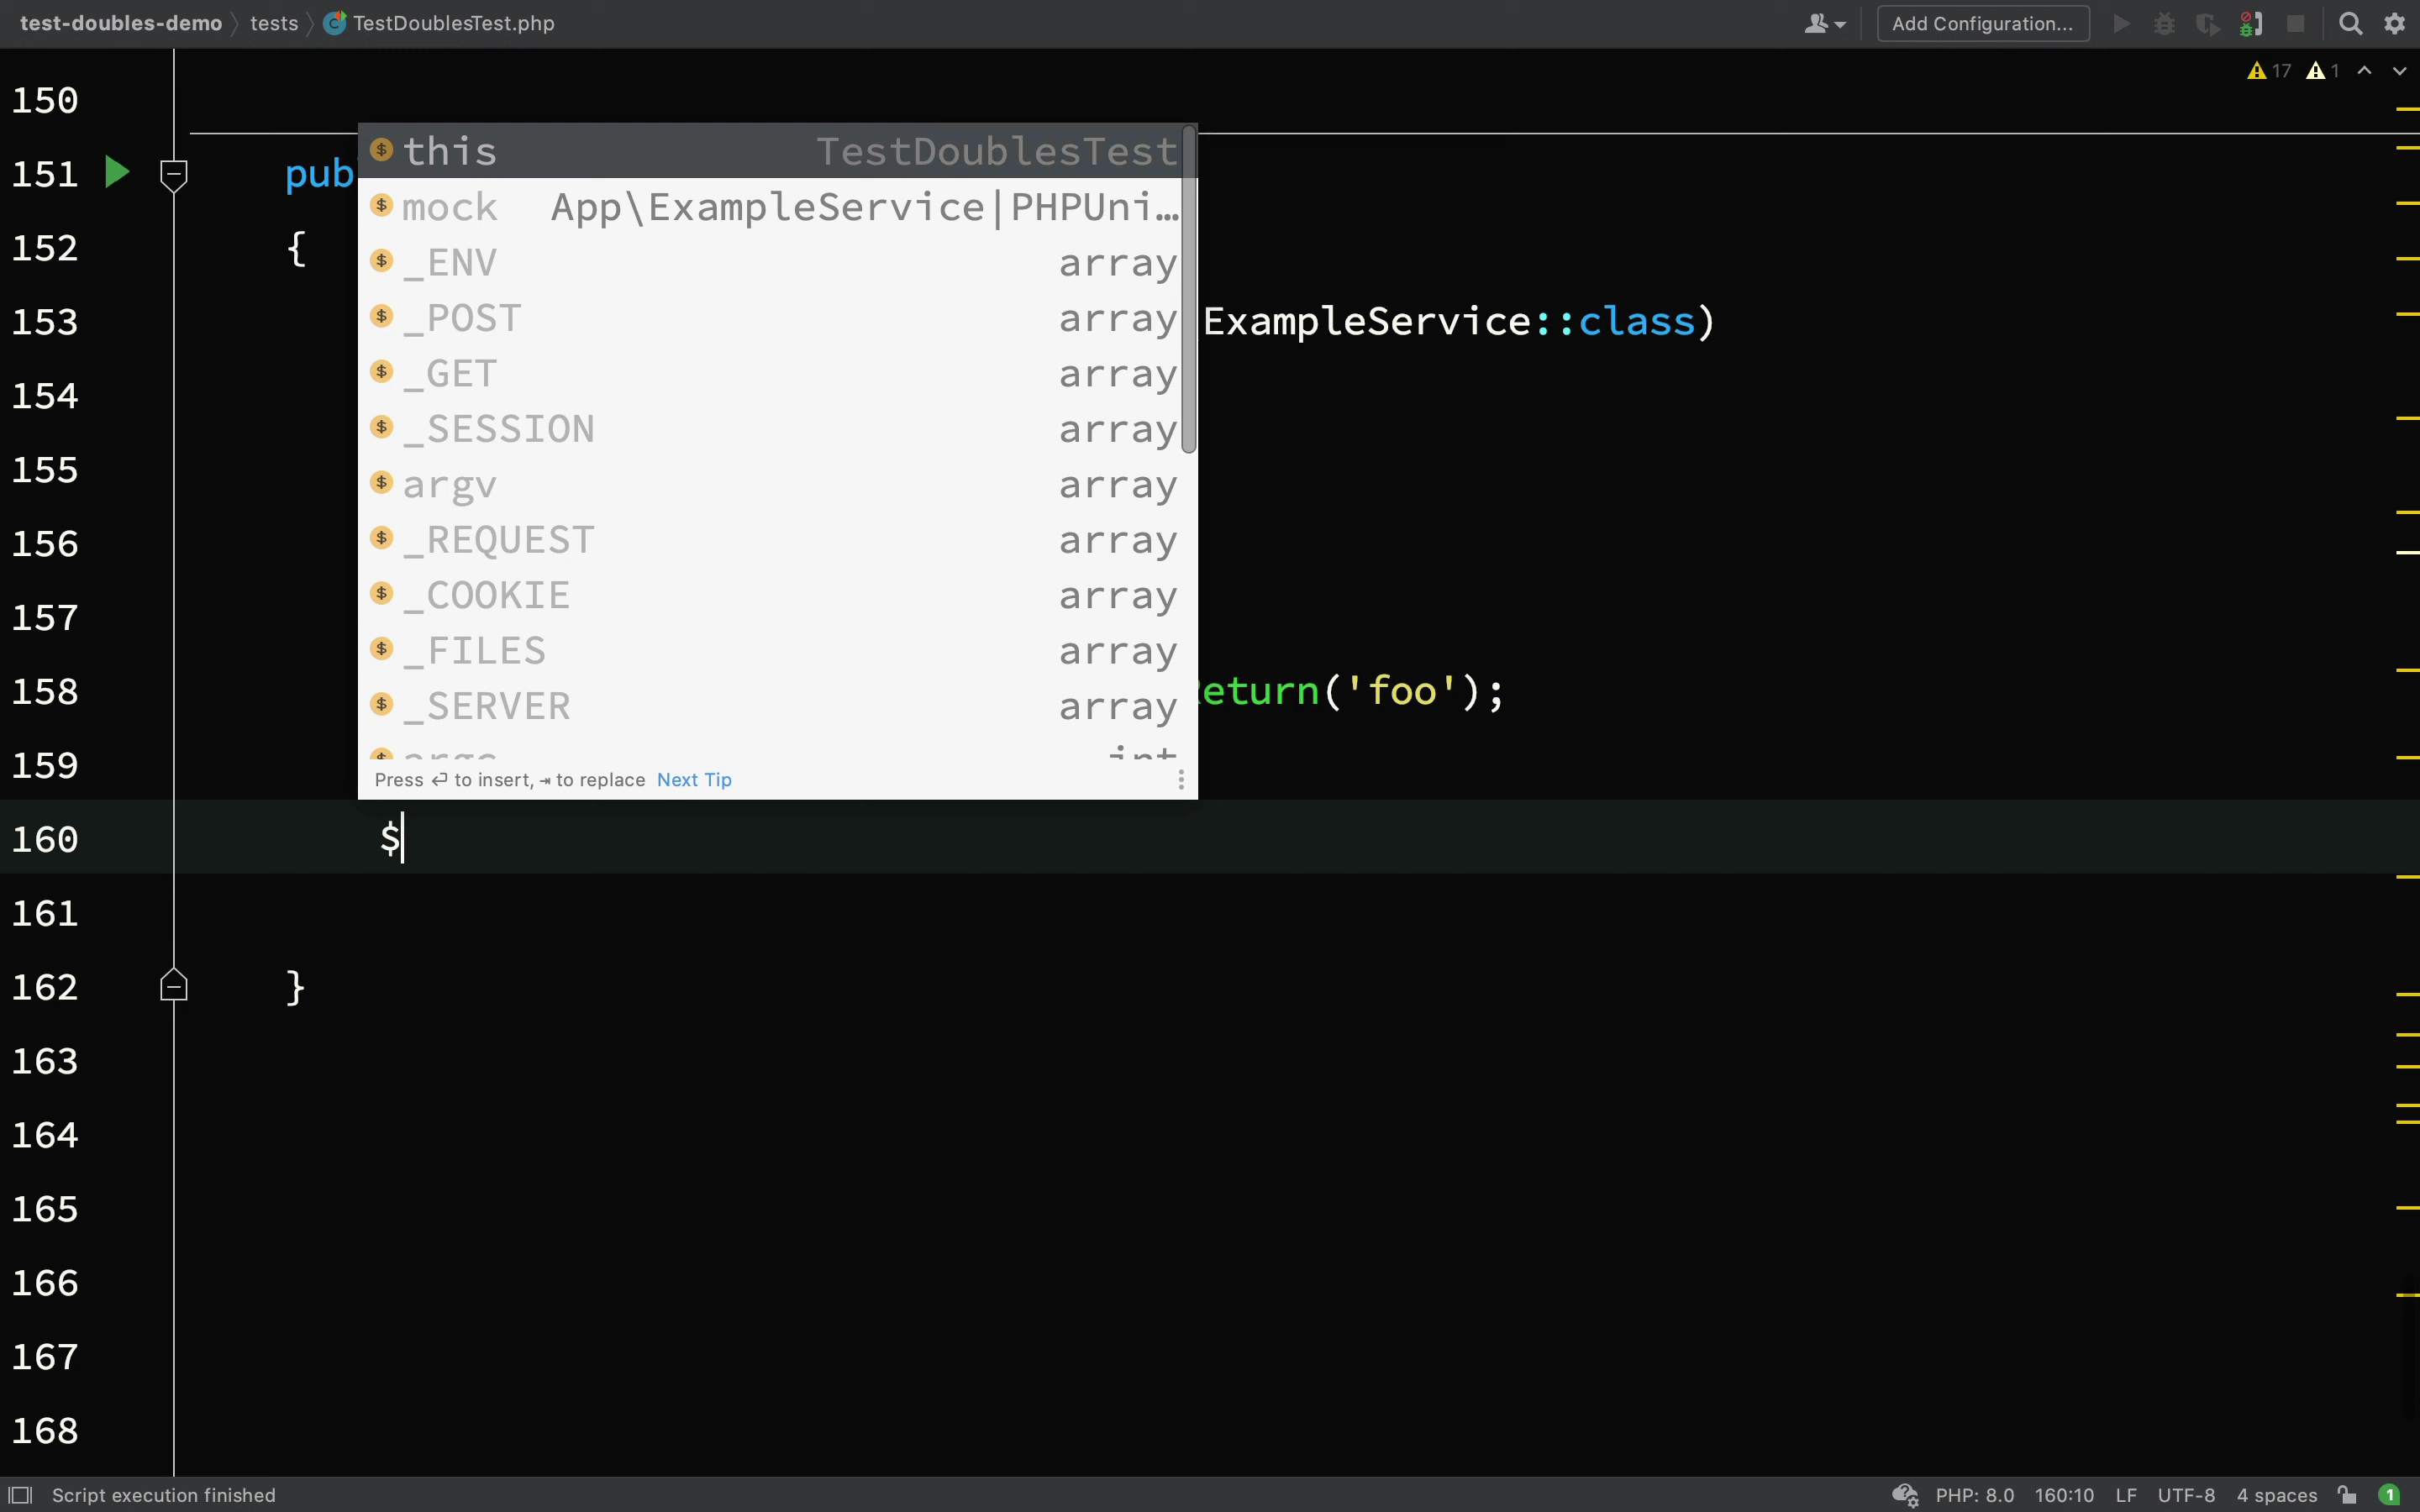 test-doubles-demo tests TestDoublesTest.php Add Configuration...
17 1
150
151 pub
152 {
153 ExampleService::class)
154
155
156
157
158 eturn('foo');
159
160 $
161
162 }
163
164
165
166
167
168
this TestDoublesTest
mock App\ExampleService|PHPUni…
_ENV array
_POST array
_GET array
_SESSION array
argv array
_REQUEST array
_COOKIE array
_FILES array
_SERVER array
Press ↩ to insert, ⇥ to replace Next Tip
Script execution finished PHP: 8.0 160:10 LF UTF-8 4 spaces 1